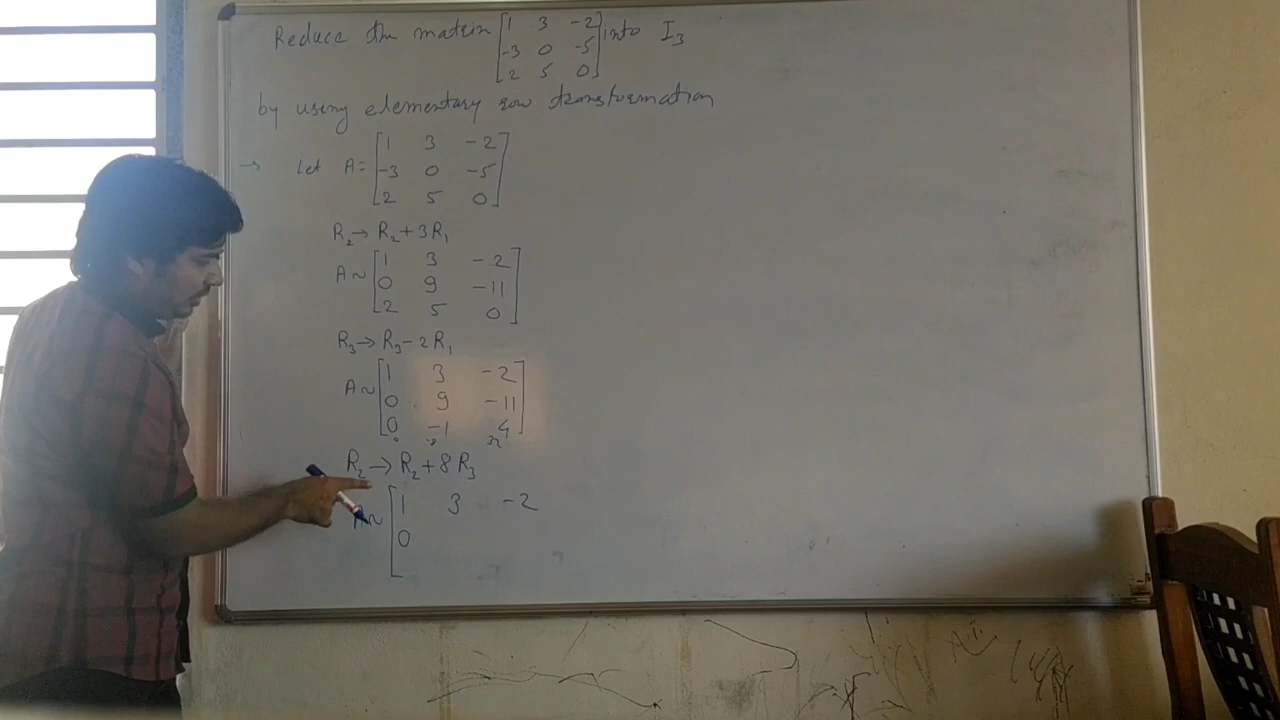 Reduce the matrix [1 3 -2] into I3
[-3 0 -5]
[2 5 0]
by using elementary row transformation
→ Let A = [1 3 -2]
[-3 0 -5]
[2 5 0]
R2 → R2 + 3R1
A ~ [1 3 -2]
[0 9 -11]
[2 5 0]
R3 → R3 - 2R1
A ~ [1 3 -2]
[0 9 -11]
[0 -1 4]
0 -8 32
R2 → R2 + 8R3
A ~ [1 3 -2
[0